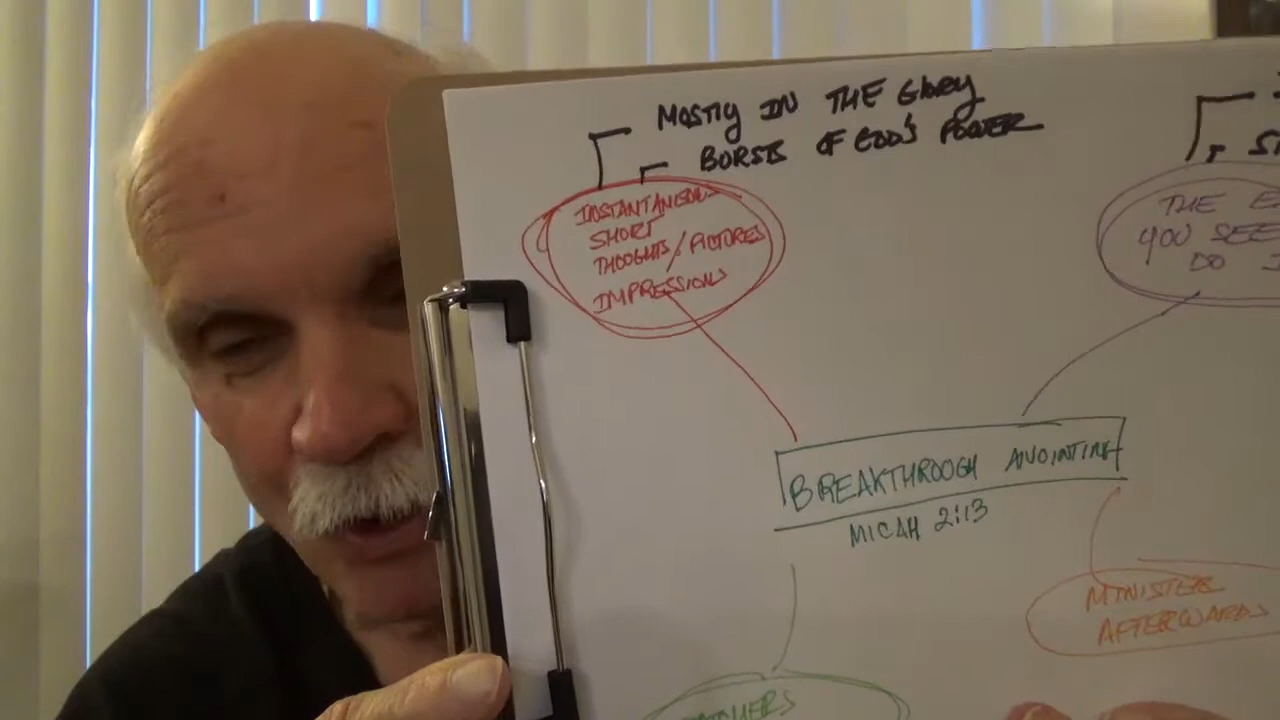 MOSTLY IN THE GLORY
BURSTS OF GOD'S POWER
INSTANTANEOUS
SHORT
THOUGHTS/PICTURES
IMPRESSIONS
THE
YOU SEE
DO
BREAKTHROUGH ANOINTING
MICAH 2:13
MINISTER
AFTERWARDS